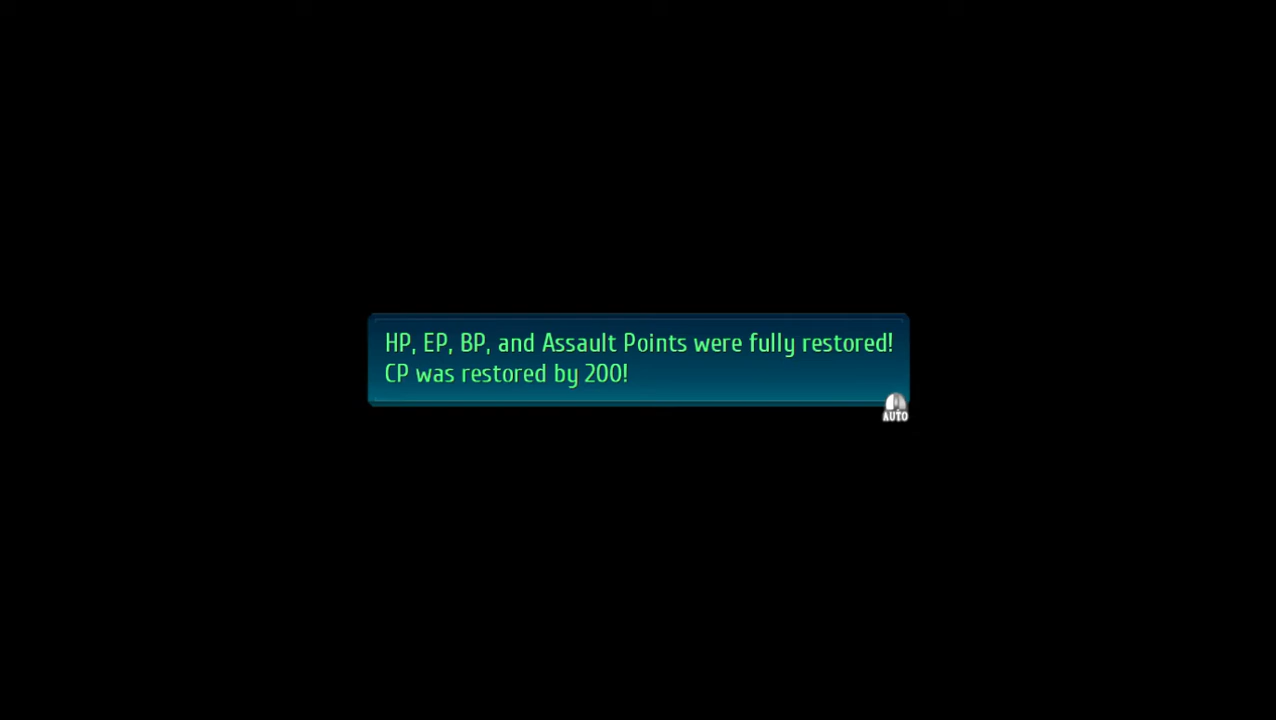 HP, EP, BP, and Assault Points were fully restored!
CP was restored by 200!
AUTO